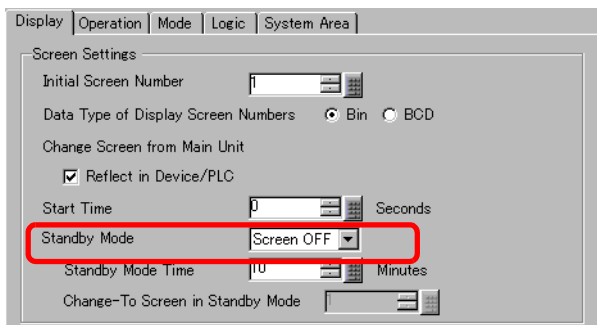 Display Operation Mode Logic System Area
Screen Settings
Initial Screen Number 1
Data Type of Display Screen Numbers Bin BCD
Change Screen from Main Unit
Reflect in Device/PLC
Start Time 0 Seconds
Standby Mode Screen OFF
Standby Mode Time 10 Minutes
Change-To Screen in Standby Mode 1